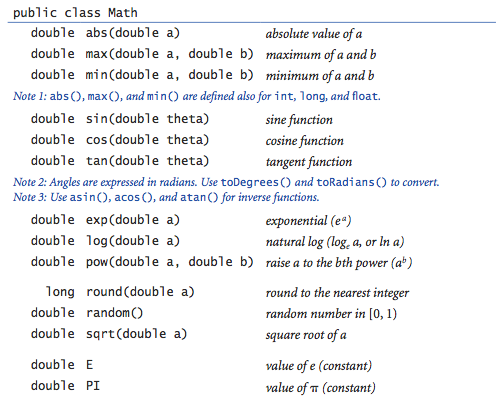 public class Math
double abs(double a) absolute value of a
double max(double a, double b) maximum of a and b
double min(double a, double b) minimum of a and b
Note 1: abs(), max(), and min() are defined also for int, long, and float.
double sin(double theta) sine function
double cos(double theta) cosine function
double tan(double theta) tangent function
Note 2: Angles are expressed in radians. Use toDegrees() and toRadians() to convert.
Note 3: Use asin(), acos(), and atan() for inverse functions.
double exp(double a) exponential (eᵃ)
double log(double a) natural log (logₑ a, or ln a)
double pow(double a, double b) raise a to the bth power (aᵇ)
long round(double a) round to the nearest integer
double random() random number in [0, 1)
double sqrt(double a) square root of a
double E value of e (constant)
double PI value of π (constant)